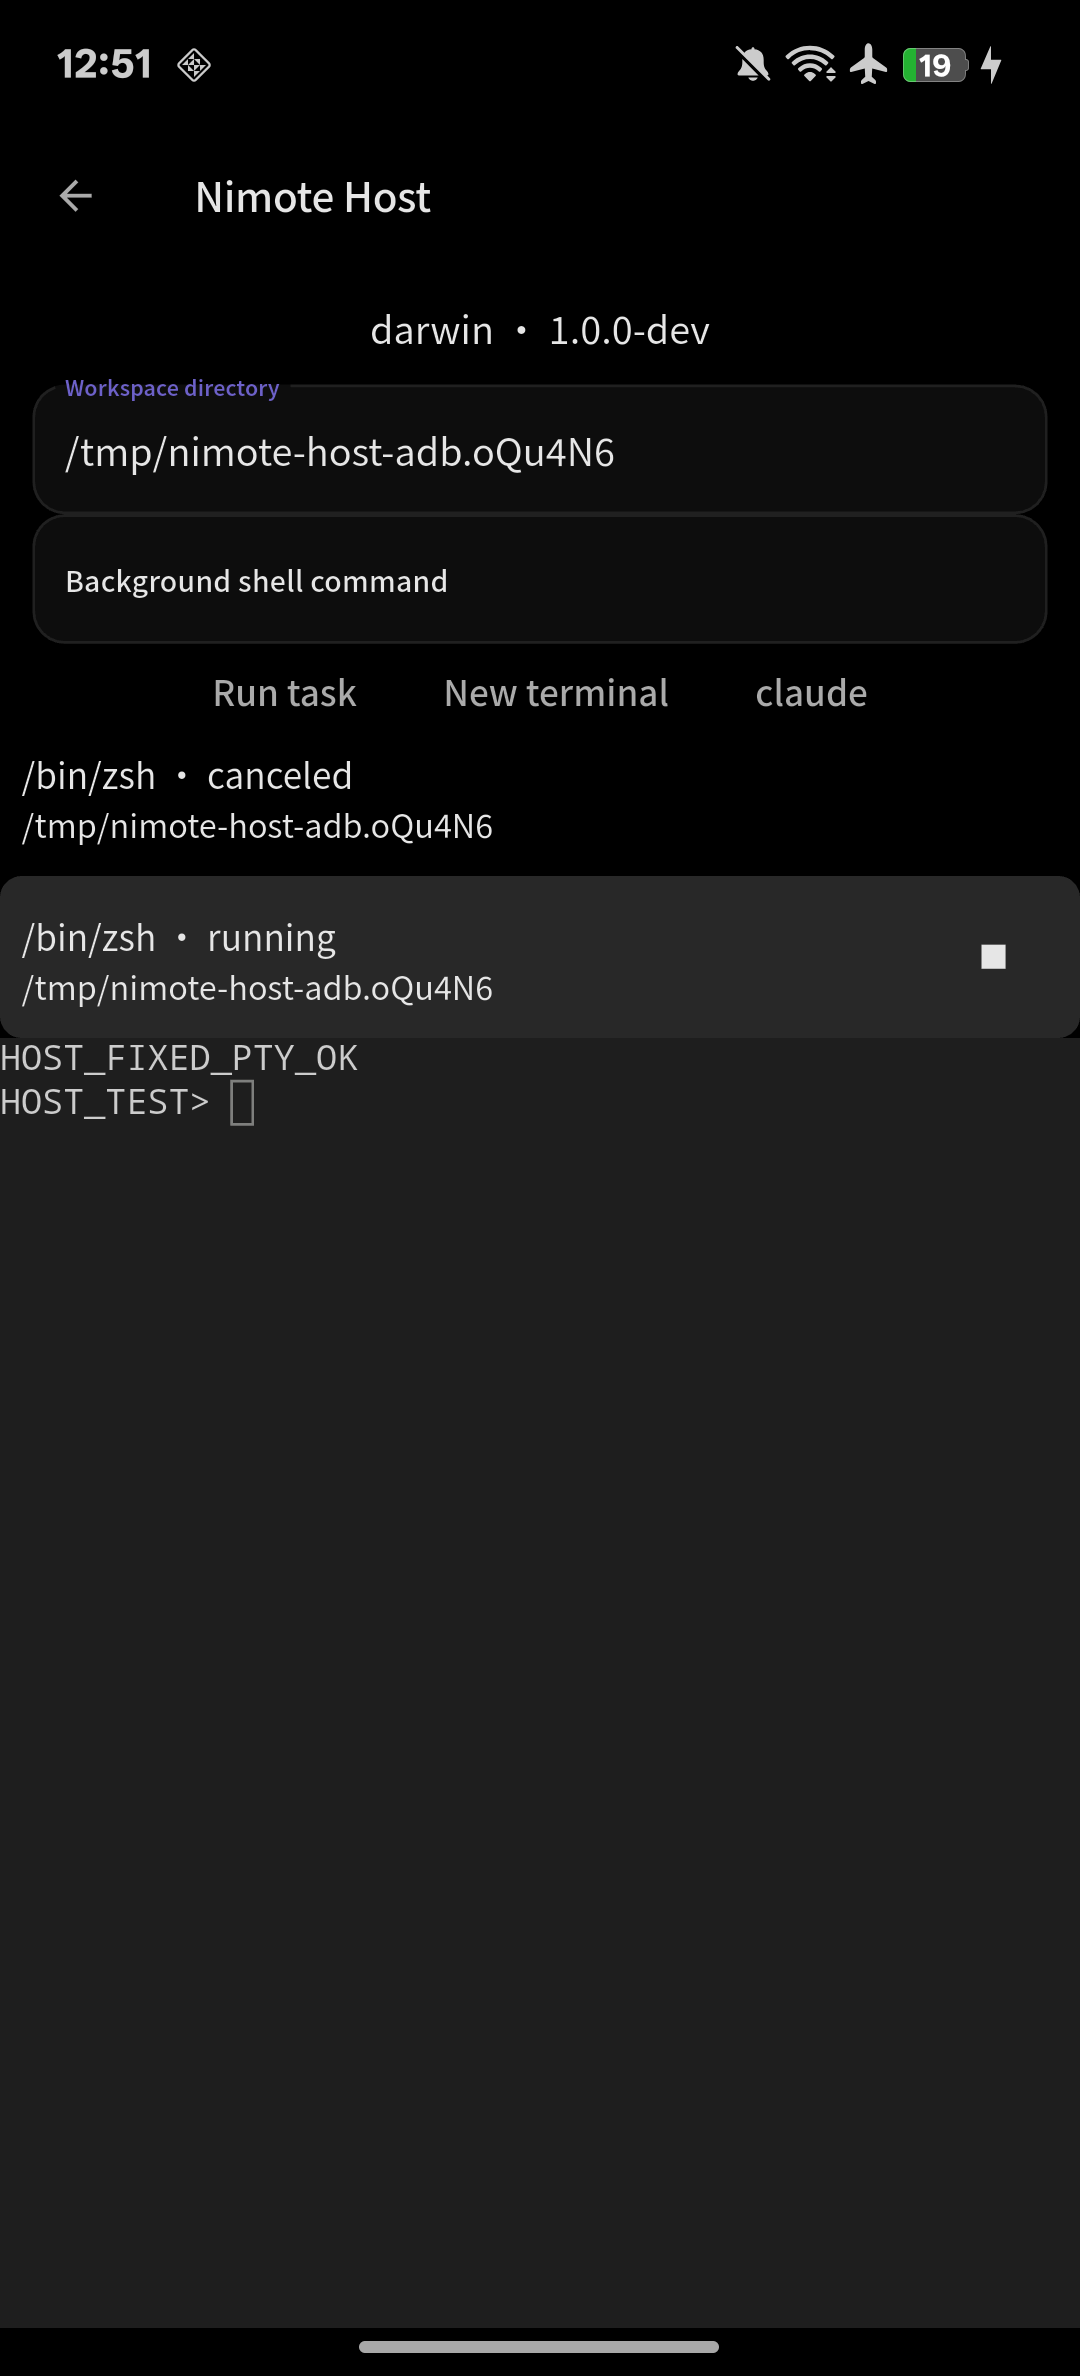 12:51
19
Nimote Host
darwin • 1.0.0-dev
Workspace directory
/tmp/nimote-host-adb.oQu4N6
Background shell command
Run task New terminal claude
/bin/zsh • canceled
/tmp/nimote-host-adb.oQu4N6
/bin/zsh • running
/tmp/nimote-host-adb.oQu4N6
HOST_FIXED_PTY_OK
HOST_TEST>